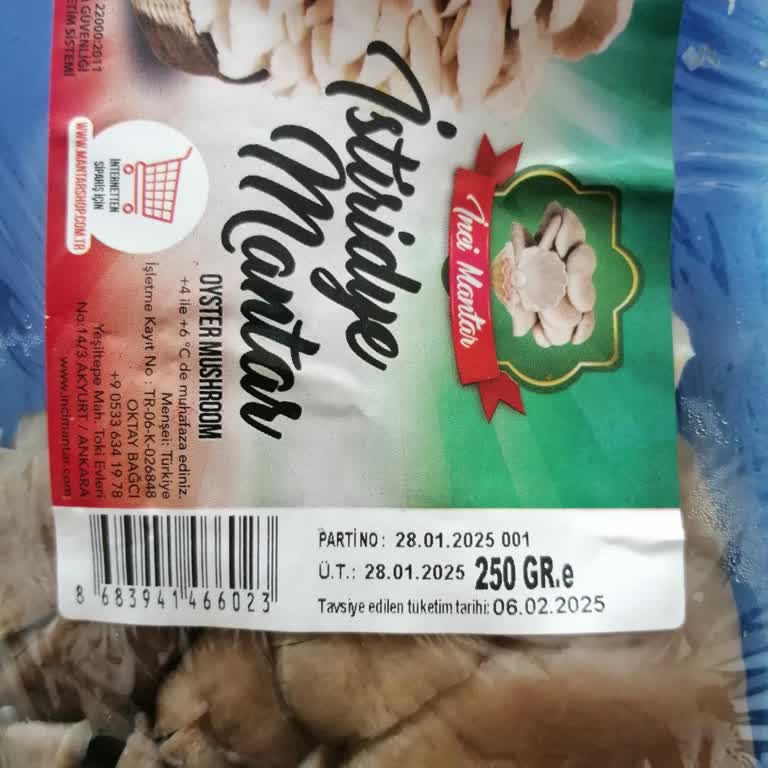 22000:2011
GÜVENLİĞİ
SİSTEMİ
İNTERNETTEN
SİPARİŞ İÇİN
WWW.MANTARSHOP.COM.TR
İstiridye
Mantar
İnci Mantar
OYSTER MUSHROOM
+4 ile +6 °C de muhafaza ediniz.
Menşei: Türkiye
İşletme Kayıt No : TR-06-K-026848
OKTAY BAĞCI
+9 0533 634 19 78
Yeşiltepe Mah. Toki Evleri
No:14/3 AKYURT / ANKARA
www.incimantar.com
8 683941 466023
PARTİ NO : 28.01.2025 001
Ü.T.: 28.01.2025 250 GR.e
Tavsiye edilen tüketim tarihi: 06.02.2025